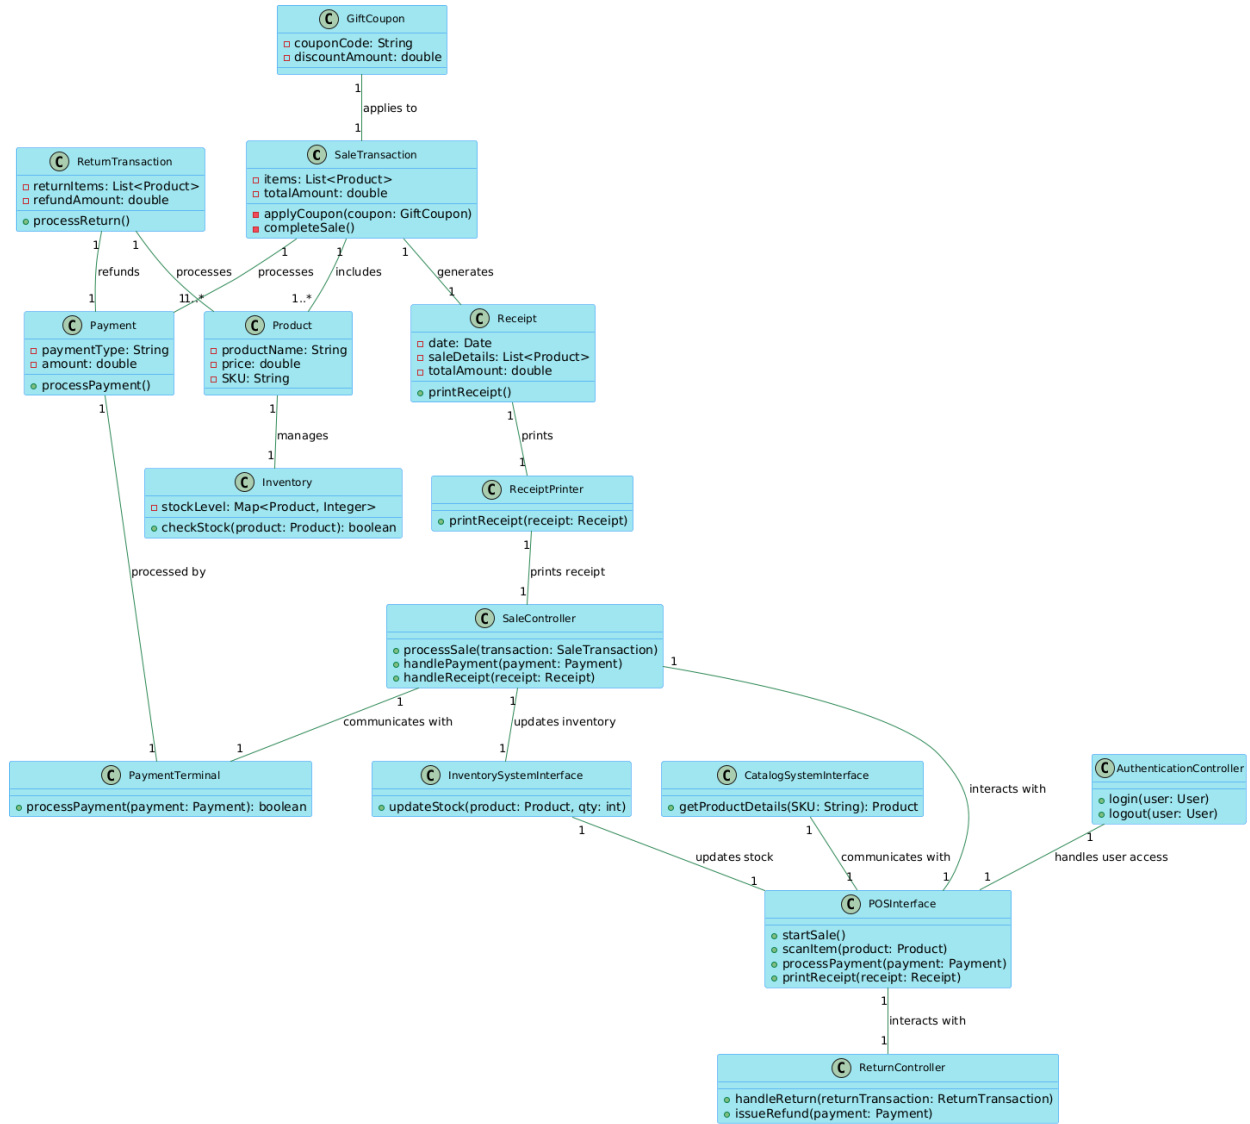 C GiftCoupon
couponCode: String
discountAmount: double
1
applies to
1
C ReturnTransaction
returnItems: List<Product>
refundAmount: double
processReturn()
C SaleTransaction
items: List<Product>
totalAmount: double
applyCoupon(coupon: GiftCoupon)
completeSale()
1 1 1 1 1
refunds processes processes includes generates
1 1 1..* 1..* 1
C Payment
paymentType: String
amount: double
processPayment()
C Product
productName: String
price: double
SKU: String
C Receipt
date: Date
saleDetails: List<Product>
totalAmount: double
printReceipt()
1 1 1
manages prints
1 1
C Inventory
stockLevel: Map<Product, Integer>
checkStock(product: Product): boolean
C ReceiptPrinter
printReceipt(receipt: Receipt)
1
processed by prints receipt
1
C SaleController
processSale(transaction: SaleTransaction)
handlePayment(payment: Payment)
handleReceipt(receipt: Receipt)
1
1 1
communicates with updates inventory
1 1 1
C PaymentTerminal
processPayment(payment: Payment): boolean
C InventorySystemInterface
updateStock(product: Product, qty: int)
C CatalogSystemInterface
getProductDetails(SKU: String): Product
interacts with
C AuthenticationController
login(user: User)
logout(user: User)
1 1 1
updates stock communicates with handles user access
1 1 1 1
C POSInterface
startSale()
scanItem(product: Product)
processPayment(payment: Payment)
printReceipt(receipt: Receipt)
1
interacts with
1
C ReturnController
handleReturn(returnTransaction: ReturnTransaction)
issueRefund(payment: Payment)